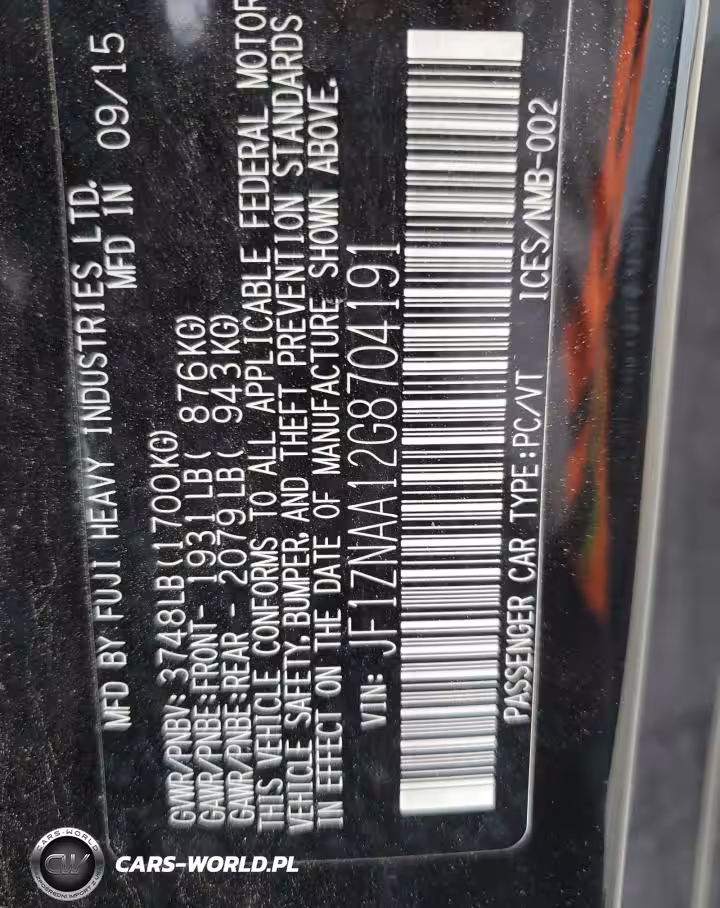 MFD BY FUJI HEAVY INDUSTRIES LTD.
MFD IN 09/15
GVWR/PNBV: 3748LB(1700KG)
GAWR/PNBE:FRONT- 1931LB( 876KG)
GAWR/PNBE:REAR - 2079LB( 943KG)
THIS VEHICLE CONFORMS TO ALL APPLICABLE FEDERAL MOTOR
VEHICLE SAFETY, BUMPER, AND THEFT PREVENTION STANDARDS
IN EFFECT ON THE DATE OF MANUFACTURE SHOWN ABOVE.
VIN: JF1ZNAA12G8704191
PASSENGER CAR TYPE:PC/VT ICES/NMB-002
CARS-WORLD
CW
CARS-WORLD.PL